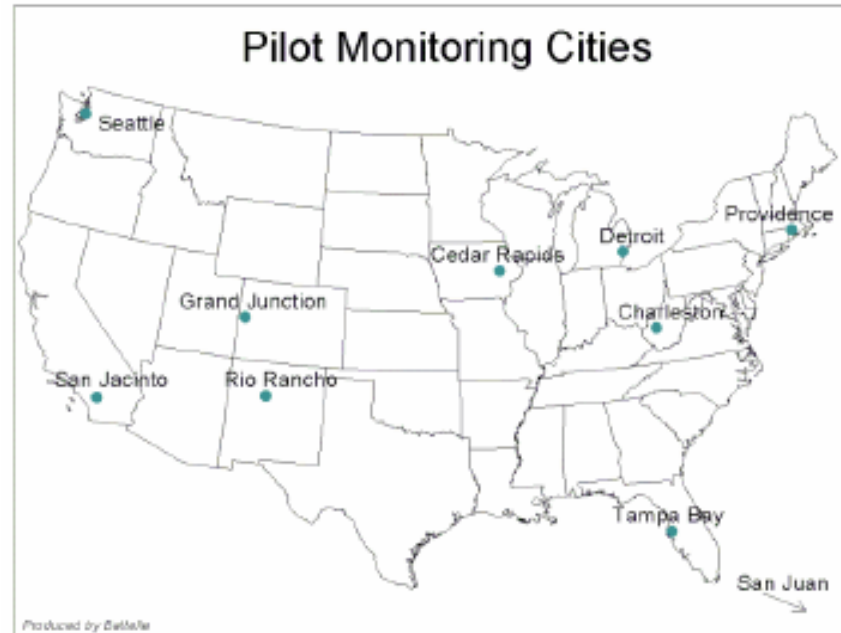 Pilot Monitoring Cities
Seattle
Providence
Detroit
Cedar Rapids
Grand Junction
Charleston
San Jacinto
Rio Rancho
Tampa Bay
San Juan
Produced by Battelle